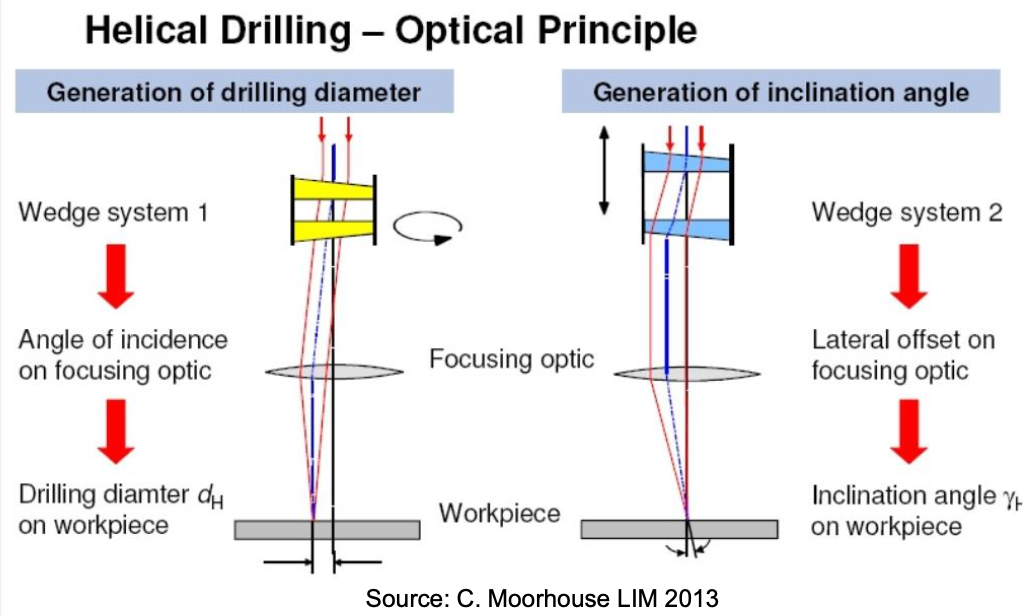 Helical Drilling – Optical Principle
Generation of drilling diameter
Generation of inclination angle
Wedge system 1
Wedge system 2
Angle of incidence
on focusing optic
Focusing optic
Lateral offset on
focusing optic
Drilling diamter dH
on workpiece
Workpiece
Inclination angle γH
on workpiece
Source: C. Moorhouse LIM 2013